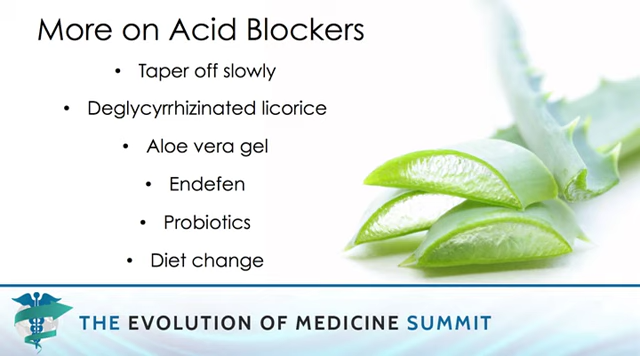 More on Acid Blockers
• Taper off slowly
• Deglycyrrhizinated licorice
• Aloe vera gel
• Endefen
• Probiotics
• Diet change
THE EVOLUTION OF MEDICINE SUMMIT